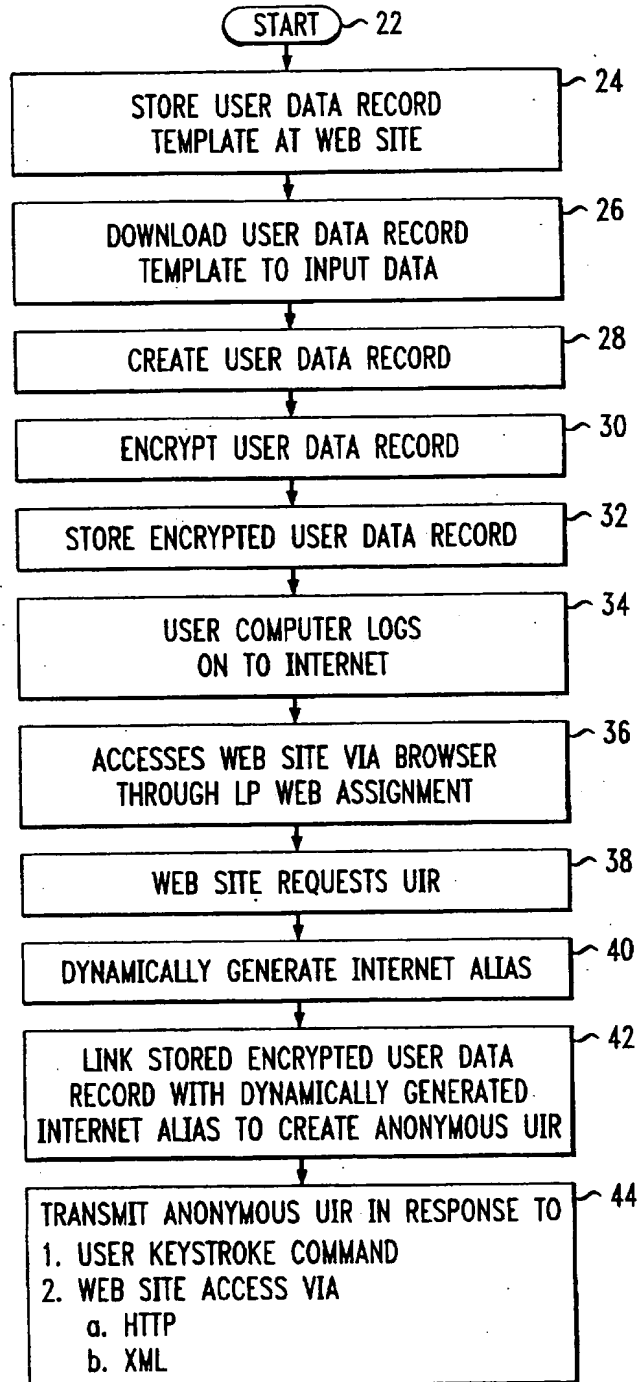 START 22
24
STORE USER DATA RECORD
TEMPLATE AT WEB SITE
26
DOWNLOAD USER DATA RECORD
TEMPLATE TO INPUT DATA
28
CREATE USER DATA RECORD
30
ENCRYPT USER DATA RECORD
32
STORE ENCRYPTED USER DATA RECORD
34
USER COMPUTER LOGS
ON TO INTERNET
36
ACCESSES WEB SITE VIA BROWSER
THROUGH LP WEB ASSIGNMENT
38
WEB SITE REQUESTS UIR
40
DYNAMICALLY GENERATE INTERNET ALIAS
42
LINK STORED ENCRYPTED USER DATA
RECORD WITH DYNAMICALLY GENERATED
INTERNET ALIAS TO CREATE ANONYMOUS UIR
44
TRANSMIT ANONYMOUS UIR IN RESPONSE TO
1. USER KEYSTROKE COMMAND
2. WEB SITE ACCESS VIA
a. HTTP
b. XML